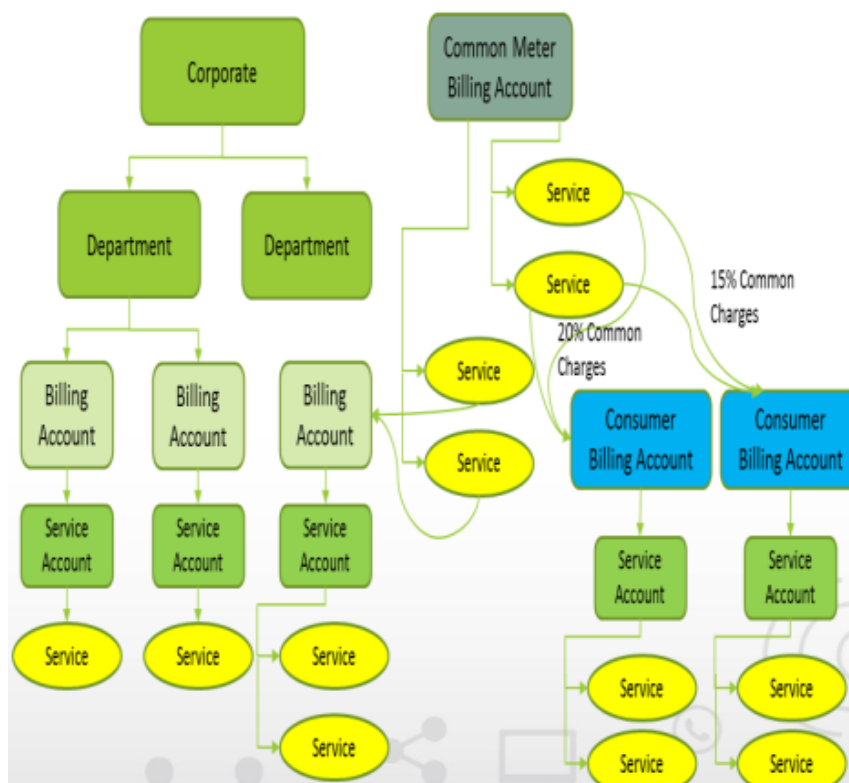 Corporate
Common Meter
Billing Account
Service
Department
Department
Service
15% Common
Charges
20% Common
Charges
Service
Billing
Account
Billing
Account
Billing
Account
Consumer
Billing Account
Consumer
Billing Account
Service
Service
Account
Service
Account
Service
Account
Service
Account
Service
Account
Service
Service
Service
Service
Service
Service
Service
Service